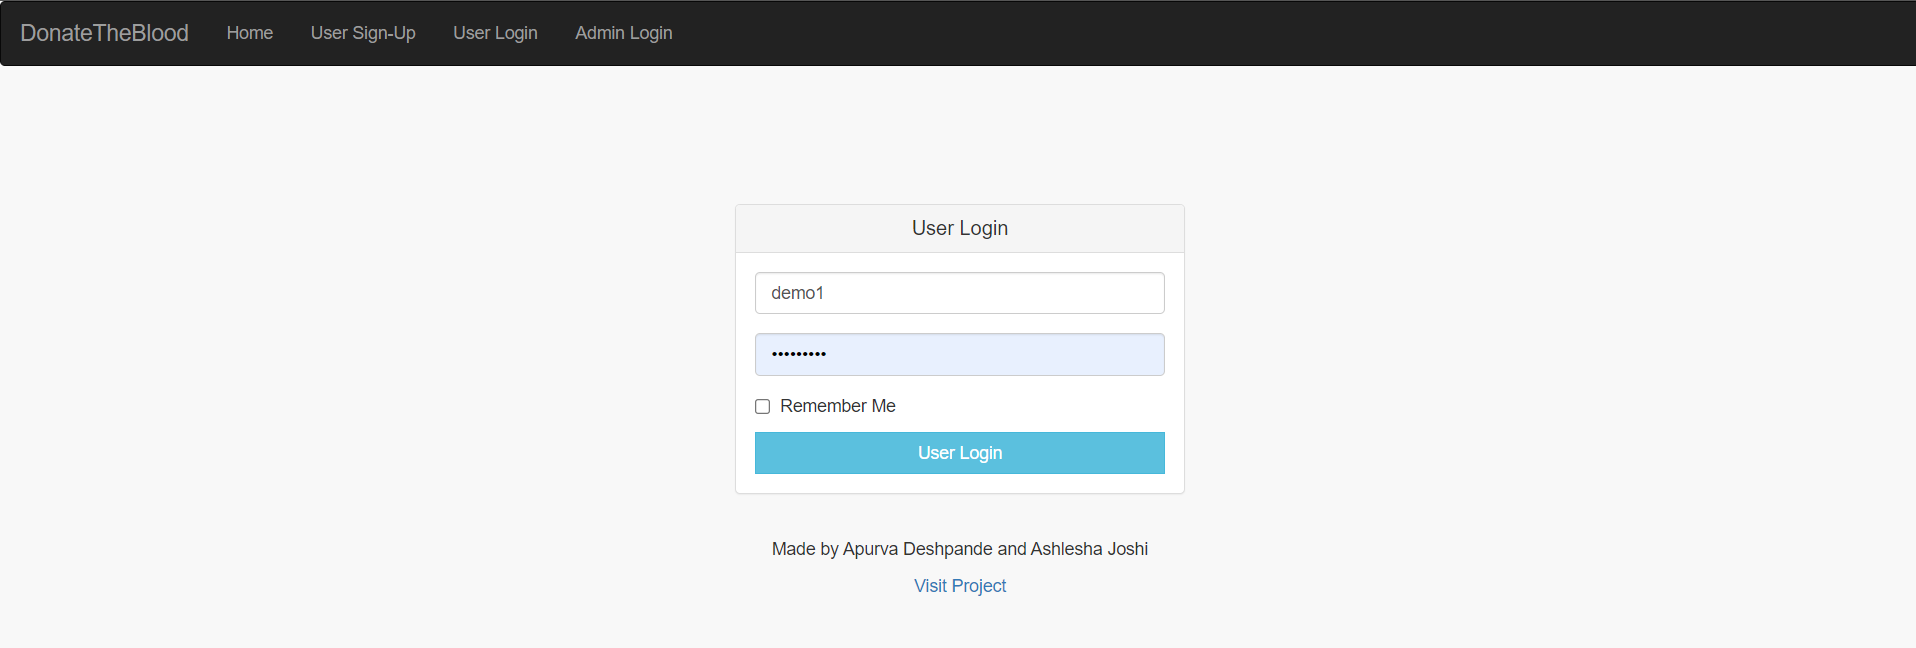 DonateTheBlood Home User Sign-Up User Login Admin Login
User Login
demo1
•••••••••
Remember Me
User Login
Made by Apurva Deshpande and Ashlesha Joshi
Visit Project